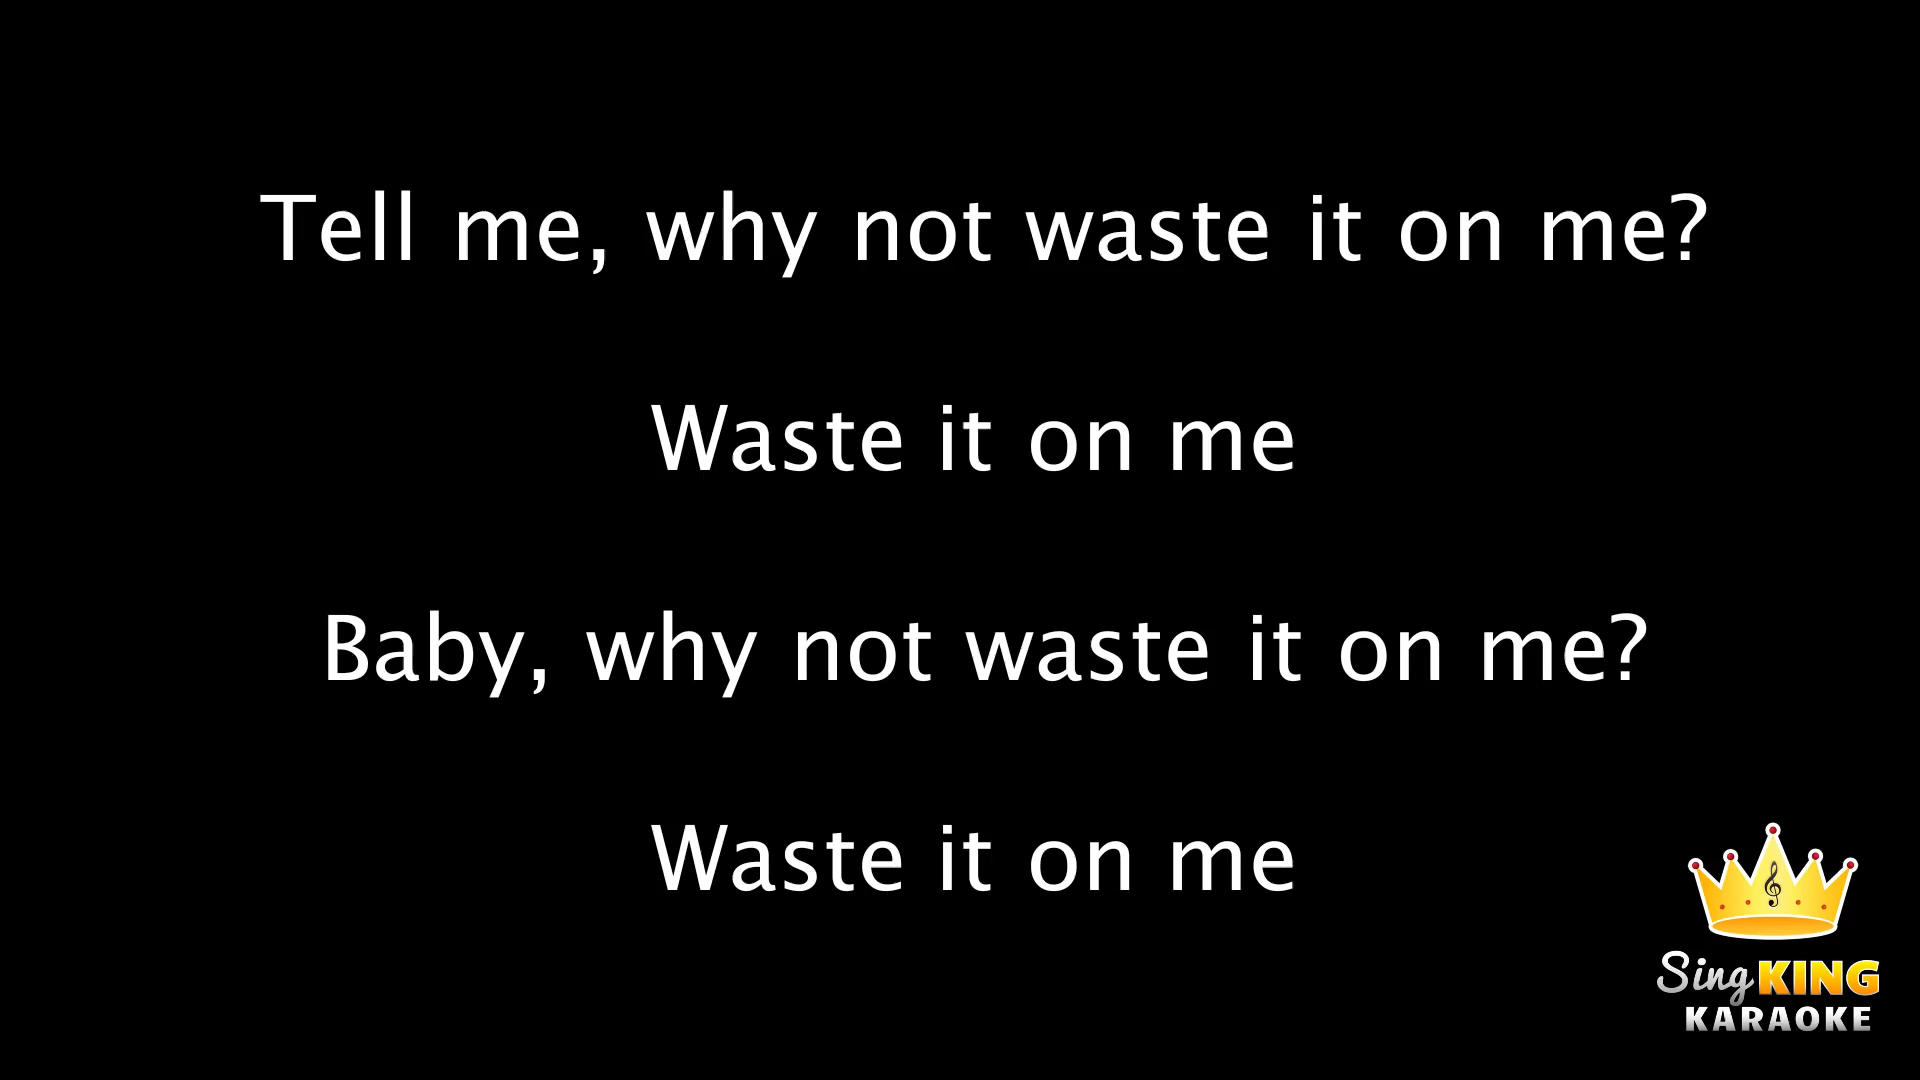 Tell me, why not waste it on me?
Waste it on me
Baby, why not waste it on me?
Waste it on me
Sing KING
KARAOKE